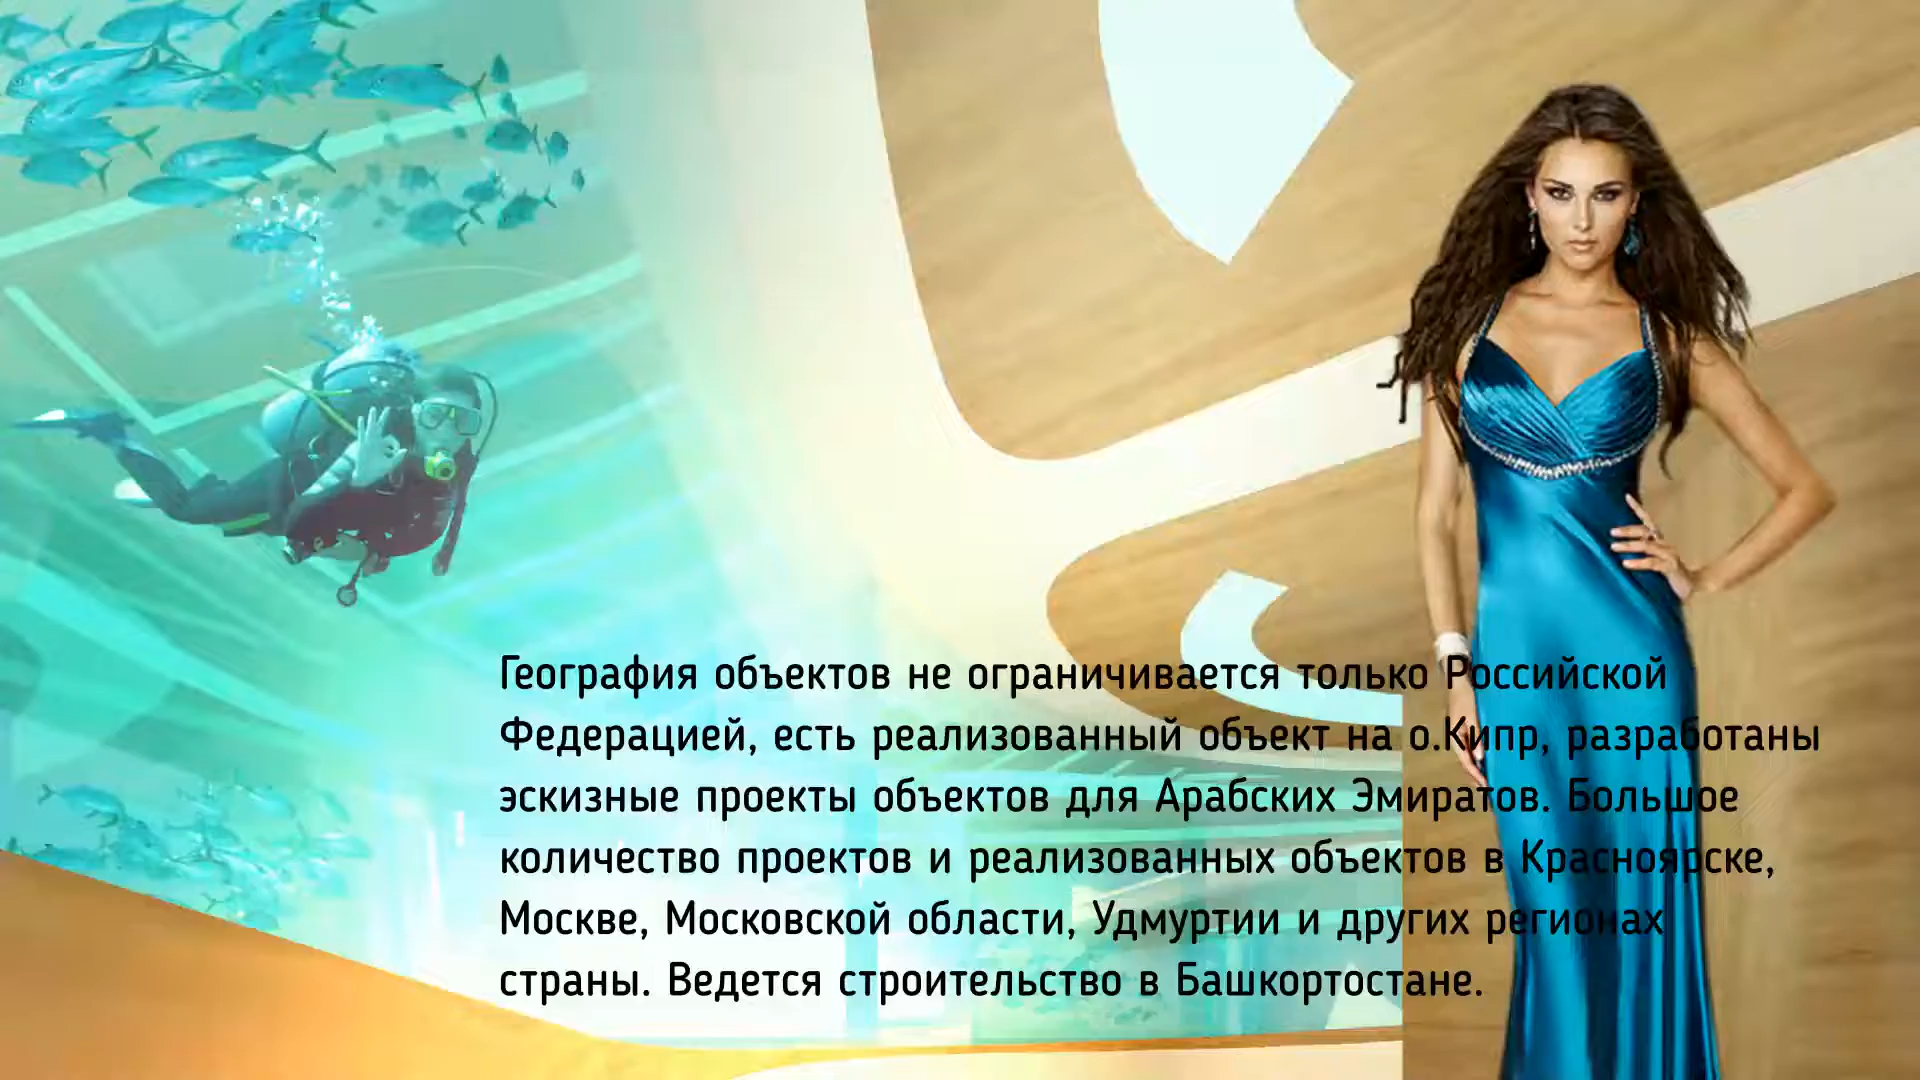 География объектов не ограничивается только Российской
Федерацией, есть реализованный объект на о.Кипр, разработаны
эскизные проекты объектов для Арабских Эмиратов. Большое
количество проектов и реализованных объектов в Красноярске,
Москве, Московской области, Удмуртии и других регионах
страны. Ведется строительство в Башкортостане.